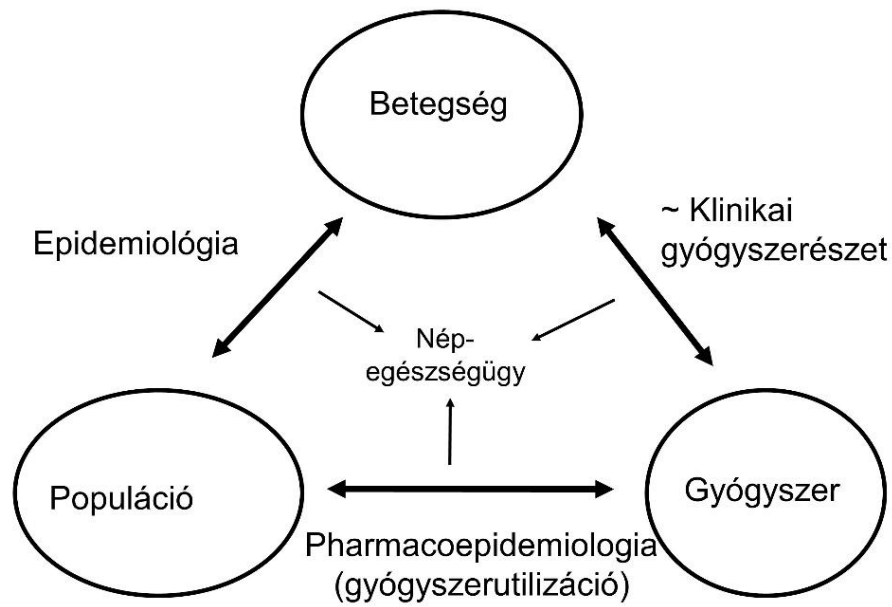 Betegség
Epidemiológia
~ Klinikai
gyógyszerészet
Nép-
egészségügy
Populáció
Gyógyszer
Pharmacoepidemiologia
(gyógyszerutilizáció)